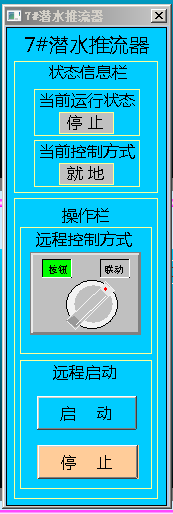 7#潜水推流器
7#潜水推流器
状态信息栏
当前运行状态
停 止
当前控制方式
就 地
操作栏
远程控制方式
联动
远程启动
启 动
停 止